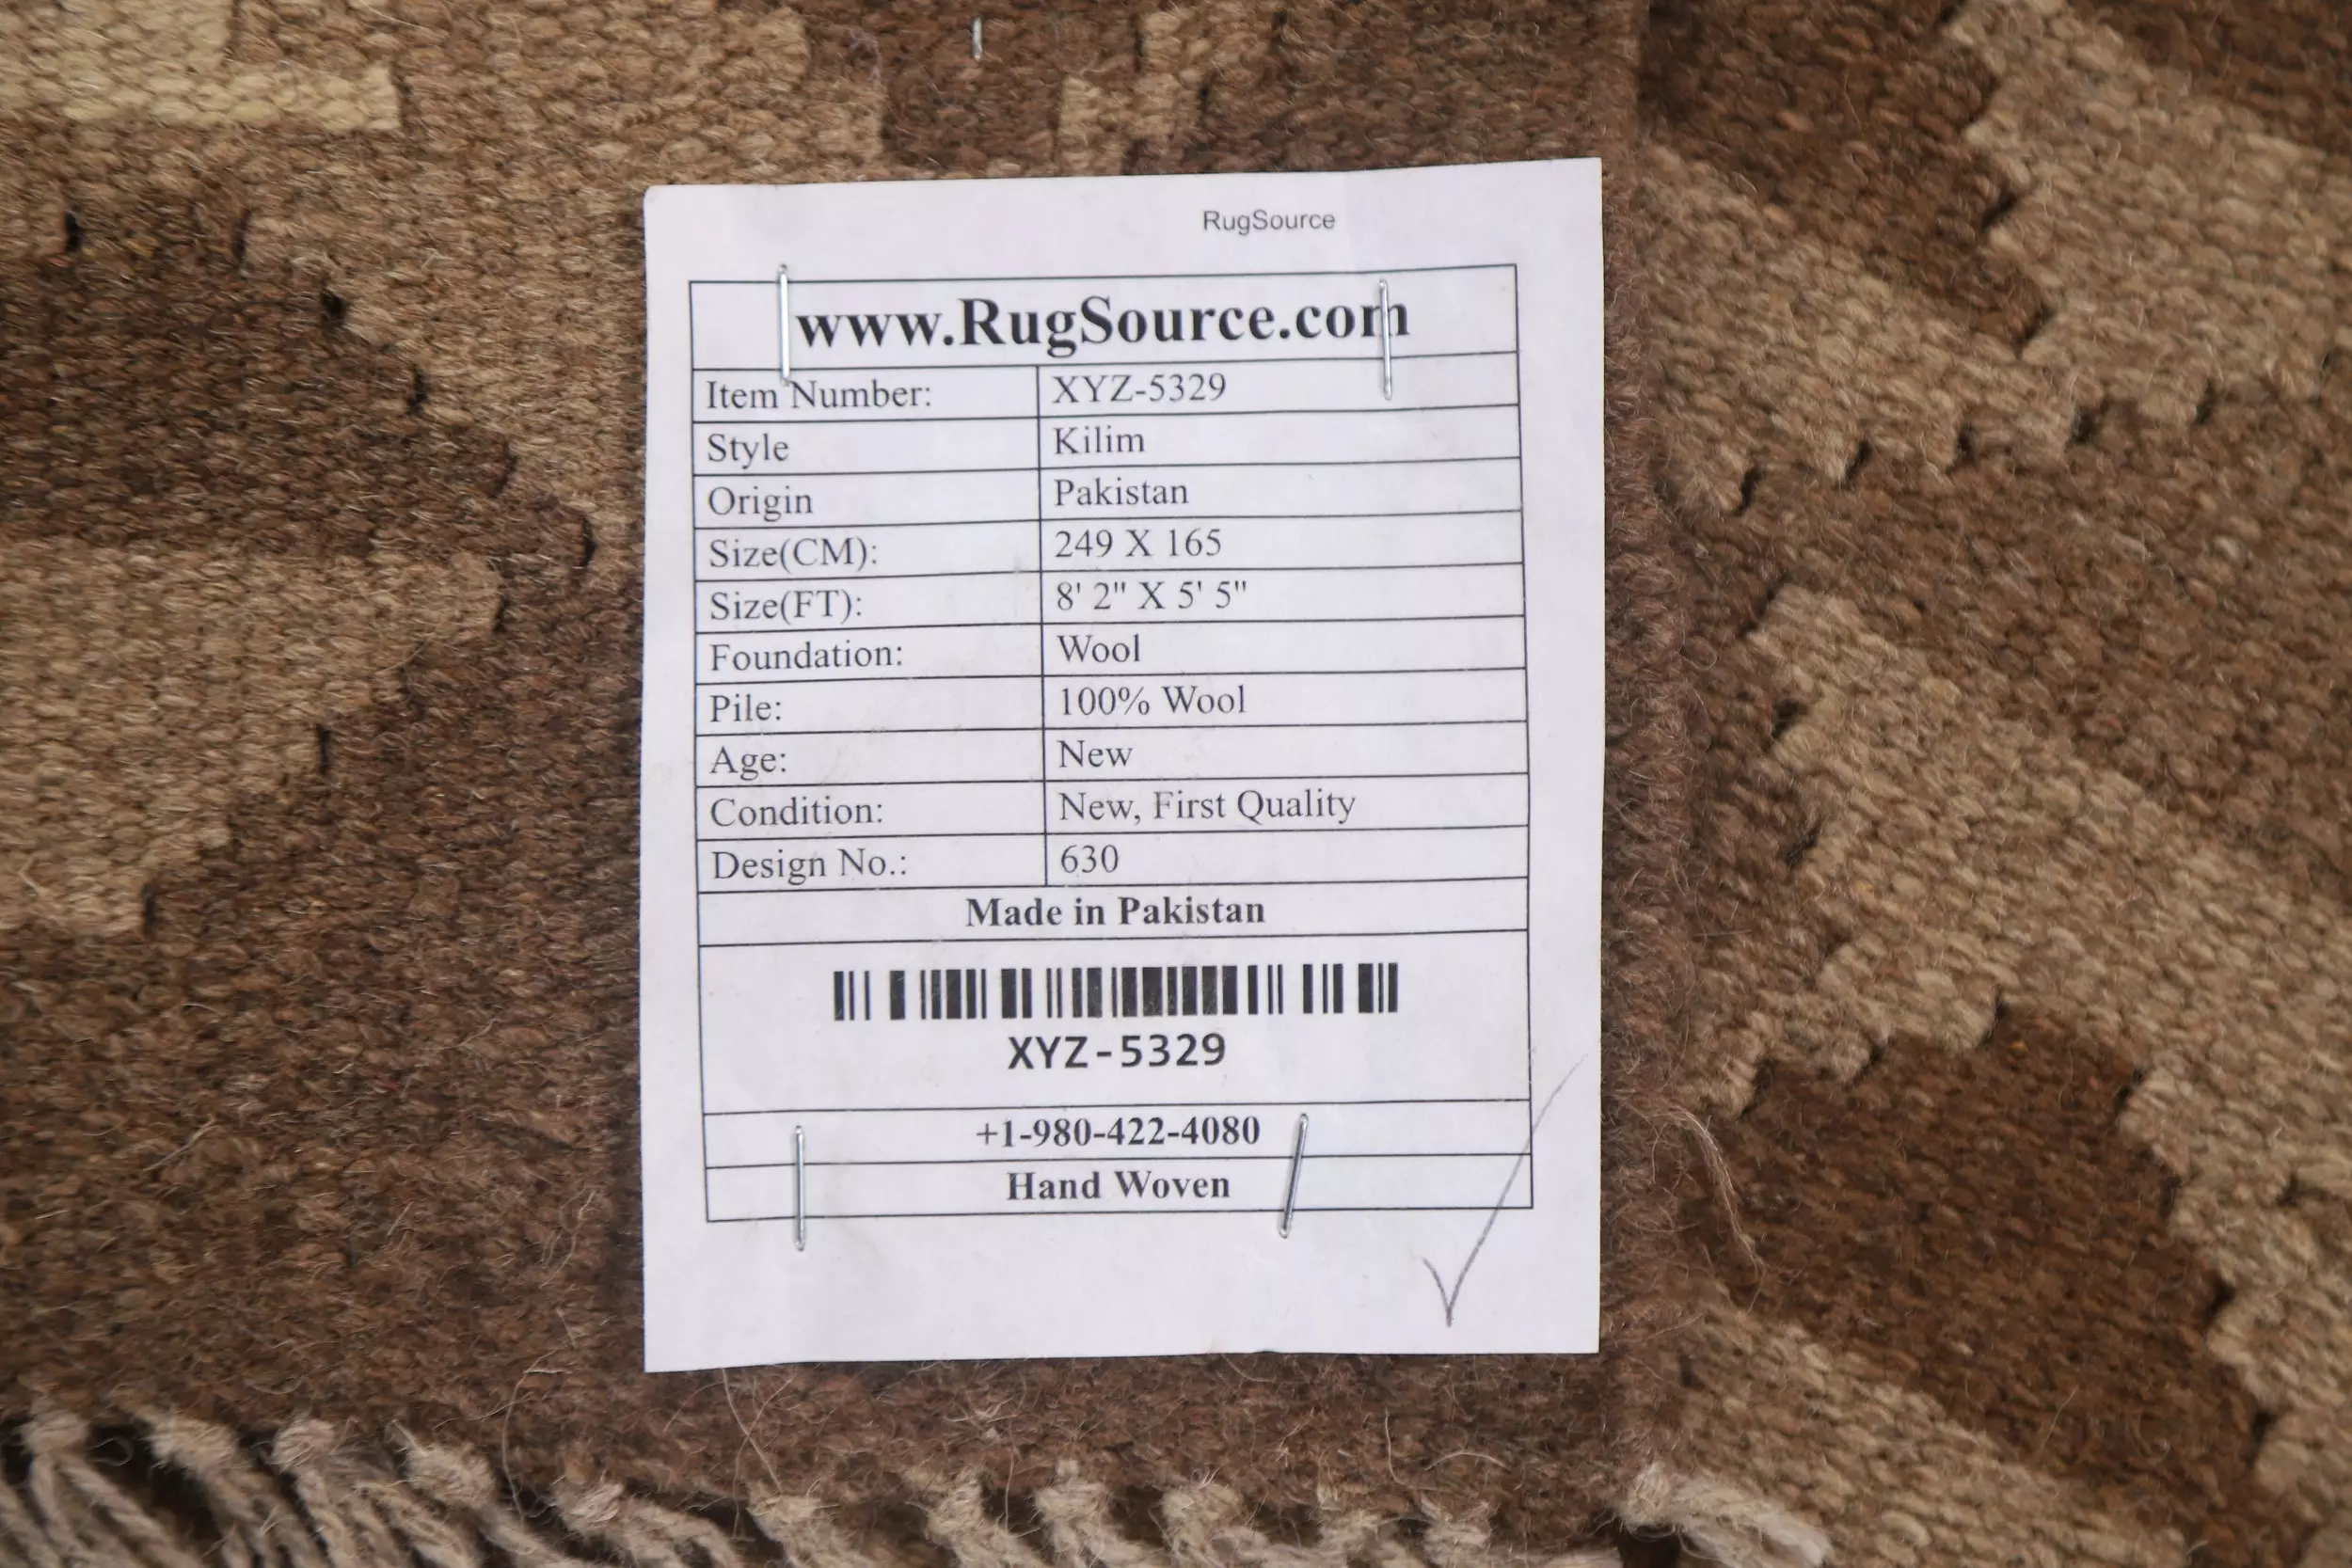 RugSource
www.RugSource.com
Item Number: XYZ-5329
Style Kilim
Origin Pakistan
Size(CM): 249 X 165
Size(FT): 8' 2" X 5' 5"
Foundation: Wool
Pile: 100% Wool
Age: New
Condition: New, First Quality
Design No.: 630
Made in Pakistan
XYZ-5329
+1-980-422-4080
Hand Woven